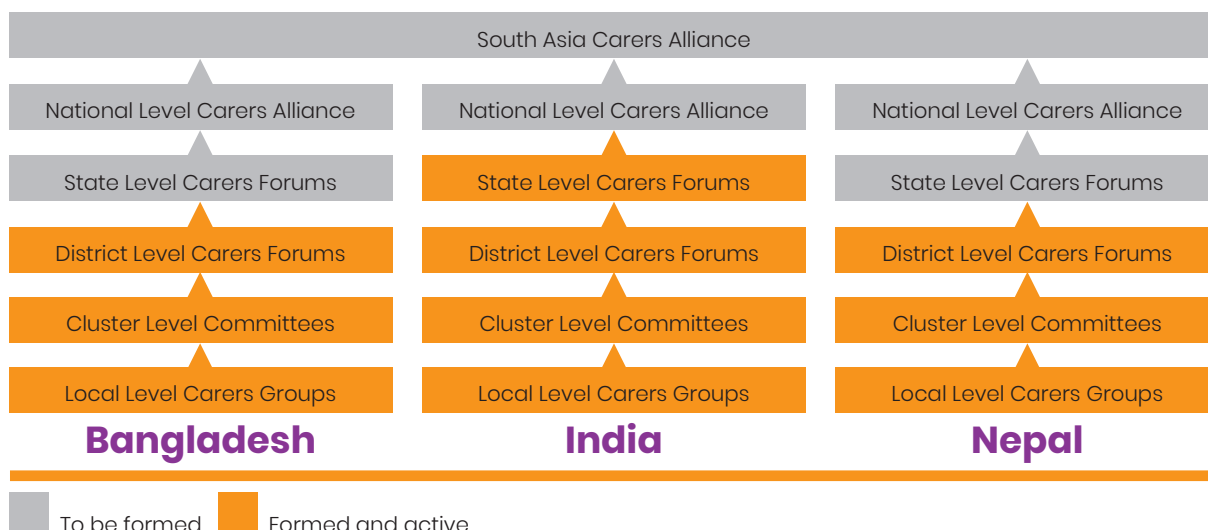 South Asia Carers Alliance
National Level Carers Alliance
National Level Carers Alliance
National Level Carers Alliance
State Level Carers Forums
State Level Carers Forums
State Level Carers Forums
District Level Carers Forums
District Level Carers Forums
District Level Carers Forums
Cluster Level Committees
Cluster Level Committees
Cluster Level Committees
Local Level Carers Groups
Local Level Carers Groups
Local Level Carers Groups
Bangladesh
India
Nepal
To be formed
Formed and active